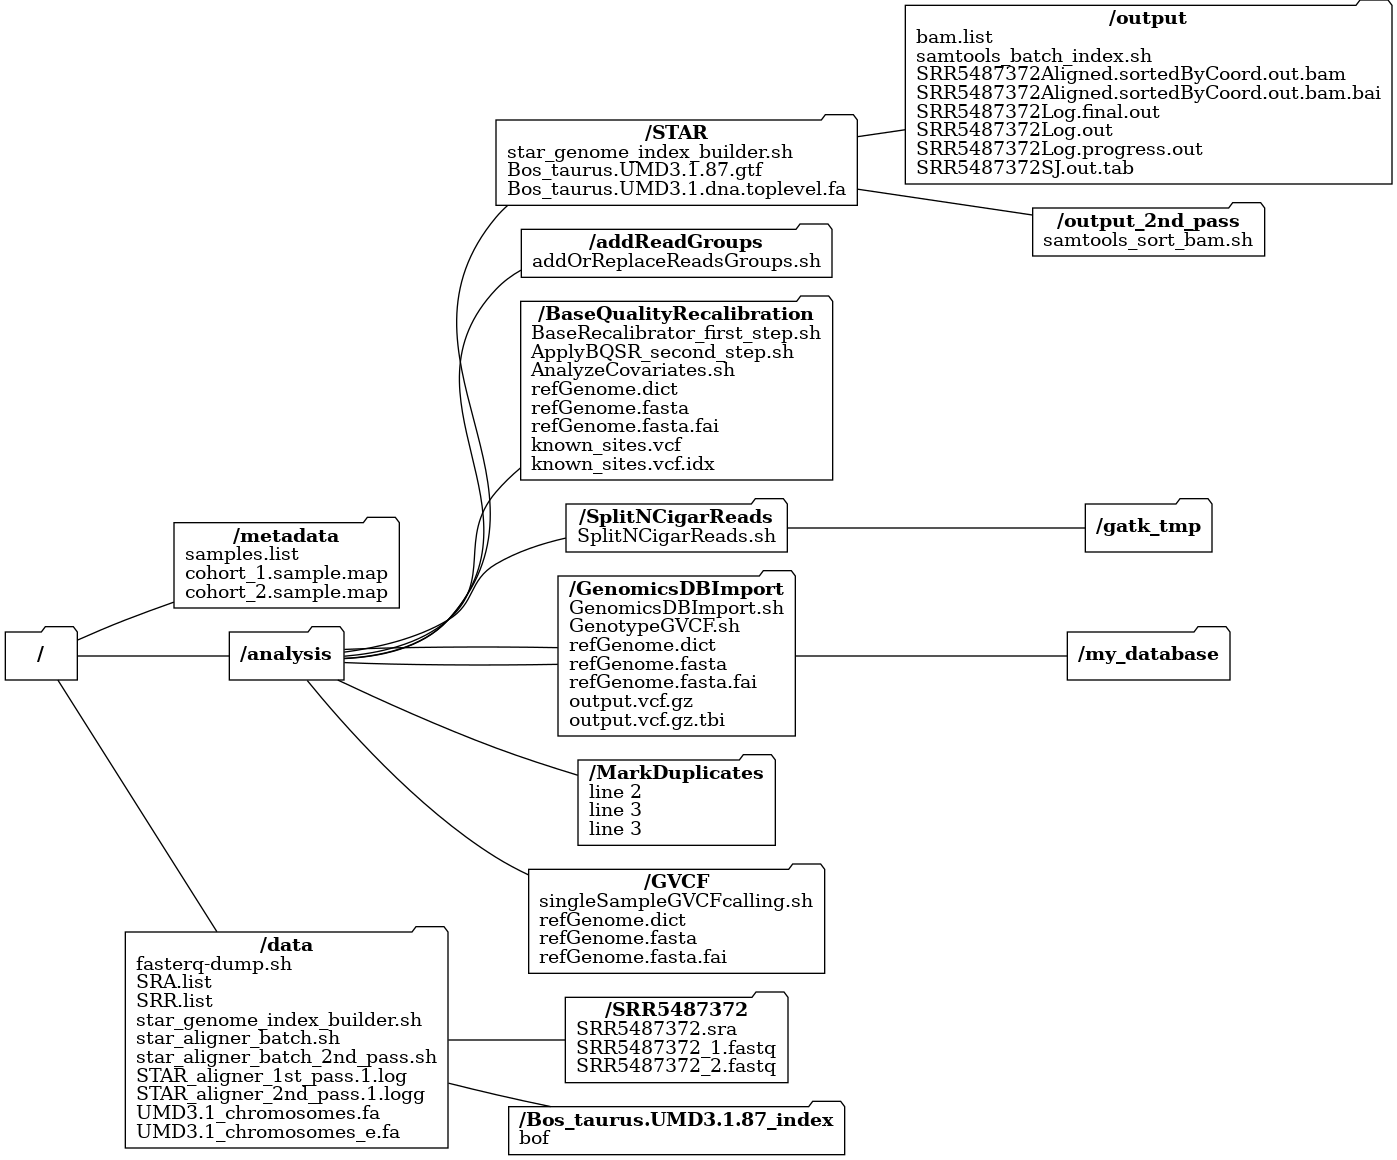 /output
bam.list
samtools_batch_index.sh
SRR5487372Aligned.sortedByCoord.out.bam
SRR5487372Aligned.sortedByCoord.out.bam.bai
SRR5487372Log.final.out
SRR5487372Log.out
SRR5487372Log.progress.out
SRR5487372SJ.out.tab
/STAR
star_genome_index_builder.sh
Bos_taurus.UMD3.1.87.gtf
Bos_taurus.UMD3.1.dna.toplevel.fa
/output_2nd_pass
samtools_sort_bam.sh
/addReadGroups
addOrReplaceReadsGroups.sh
/BaseQualityRecalibration
BaseRecalibrator_first_step.sh
ApplyBQSR_second_step.sh
AnalyzeCovariates.sh
refGenome.dict
refGenome.fasta
refGenome.fasta.fai
known_sites.vcf
known_sites.vcf.idx
/SplitNCigarReads
SplitNCigarReads.sh
/gatk_tmp
/metadata
samples.list
cohort_1.sample.map
cohort_2.sample.map
/
/analysis
/GenomicsDBImport
GenomicsDBImport.sh
GenotypeGVCF.sh
refGenome.dict
refGenome.fasta
refGenome.fasta.fai
output.vcf.gz
output.vcf.gz.tbi
/my_database
/MarkDuplicates
line 2
line 3
line 3
/GVCF
singleSampleGVCFcalling.sh
refGenome.dict
refGenome.fasta
refGenome.fasta.fai
/data
fasterq-dump.sh
SRA.list
SRR.list
star_genome_index_builder.sh
star_aligner_batch.sh
star_aligner_batch_2nd_pass.sh
STAR_aligner_1st_pass.1.log
STAR_aligner_2nd_pass.1.logg
UMD3.1_chromosomes.fa
UMD3.1_chromosomes_e.fa
/SRR5487372
SRR5487372.sra
SRR5487372_1.fastq
SRR5487372_2.fastq
/Bos_taurus.UMD3.1.87_index
bof